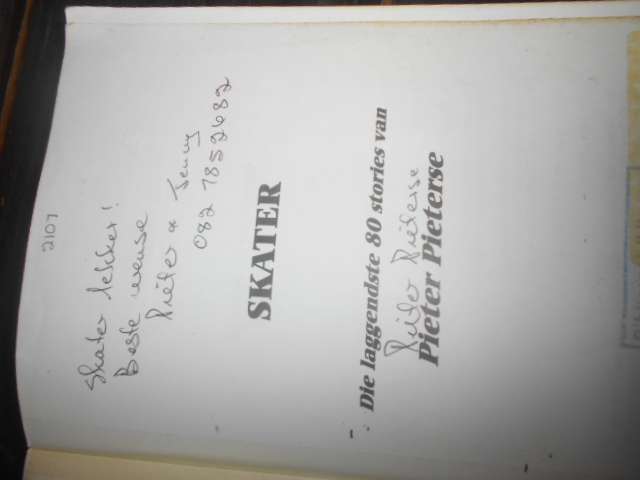 2107
Skater lekker!
Beste wense
Pieter & Jenny
082 7852682
SKATER
Die laggendste 80 stories van
Pieter Pieterse
Pieter Pieterse